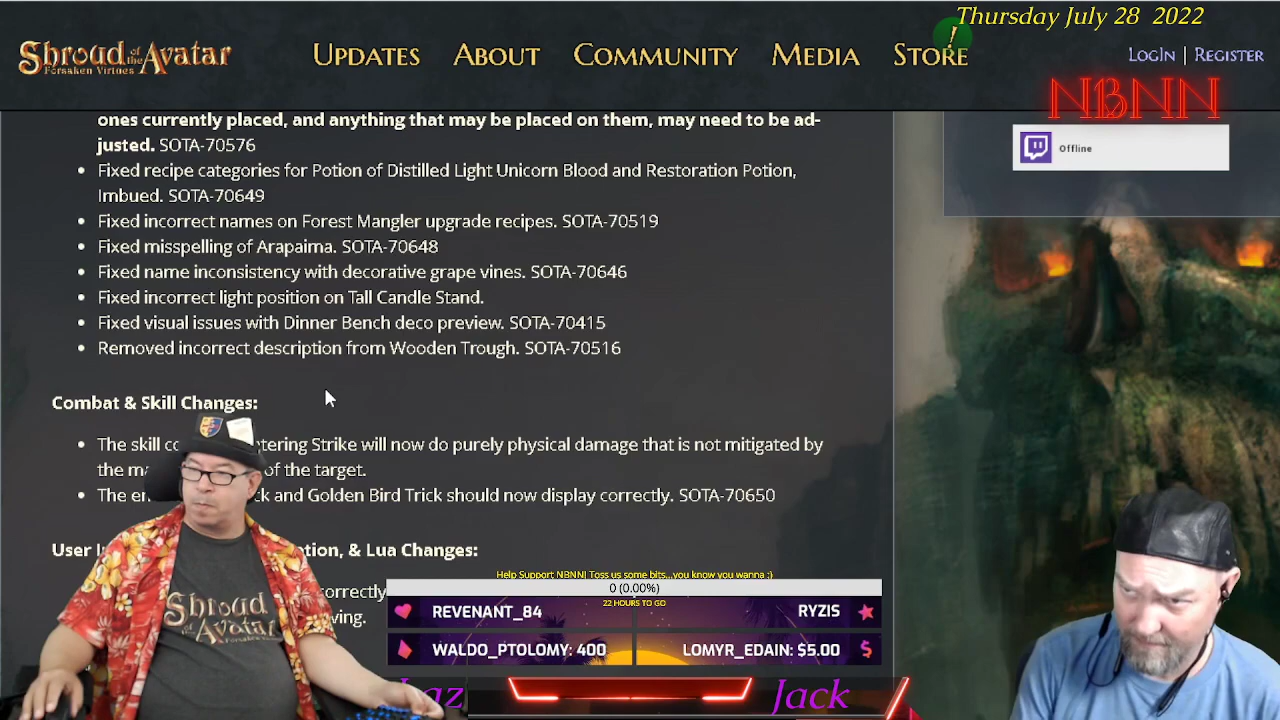 Thursday July 28 2022
Shroud of the Avatar
Forsaken Virtues
UPDATES ABOUT COMMUNITY MEDIA STORE
LOGIN | REGISTER
NBNN
Offline
ones currently placed, and anything that may be placed on them, may need to be ad-
justed. SOTA-70576
• Fixed recipe categories for Potion of Distilled Light Unicorn Blood and Restoration Potion,
Imbued. SOTA-70649
• Fixed incorrect names on Forest Mangler upgrade recipes. SOTA-70519
• Fixed misspelling of Arapaima. SOTA-70648
• Fixed name inconsistency with decorative grape vines. SOTA-70646
• Fixed incorrect light position on Tall Candle Stand.
• Fixed visual issues with Dinner Bench deco preview. SOTA-70415
• Removed incorrect description from Wooden Trough. SOTA-70516
Combat & Skill Changes:
• The skill Strike will now do purely physical damage that is not mitigated by
the of the target.
• The and Golden Bird Trick should now display correctly. SOTA-70650
User & Lua Changes:
Shroud
of the Avatar
Help Support NBNN! Toss us some bits...you know you wanna :)
0 (0.00%)
22 HOURS TO GO
REVENANT_84 RYZIS
WALDO_PTOLOMY: 400 LOMYR_EDAIN: $5.00
Jack